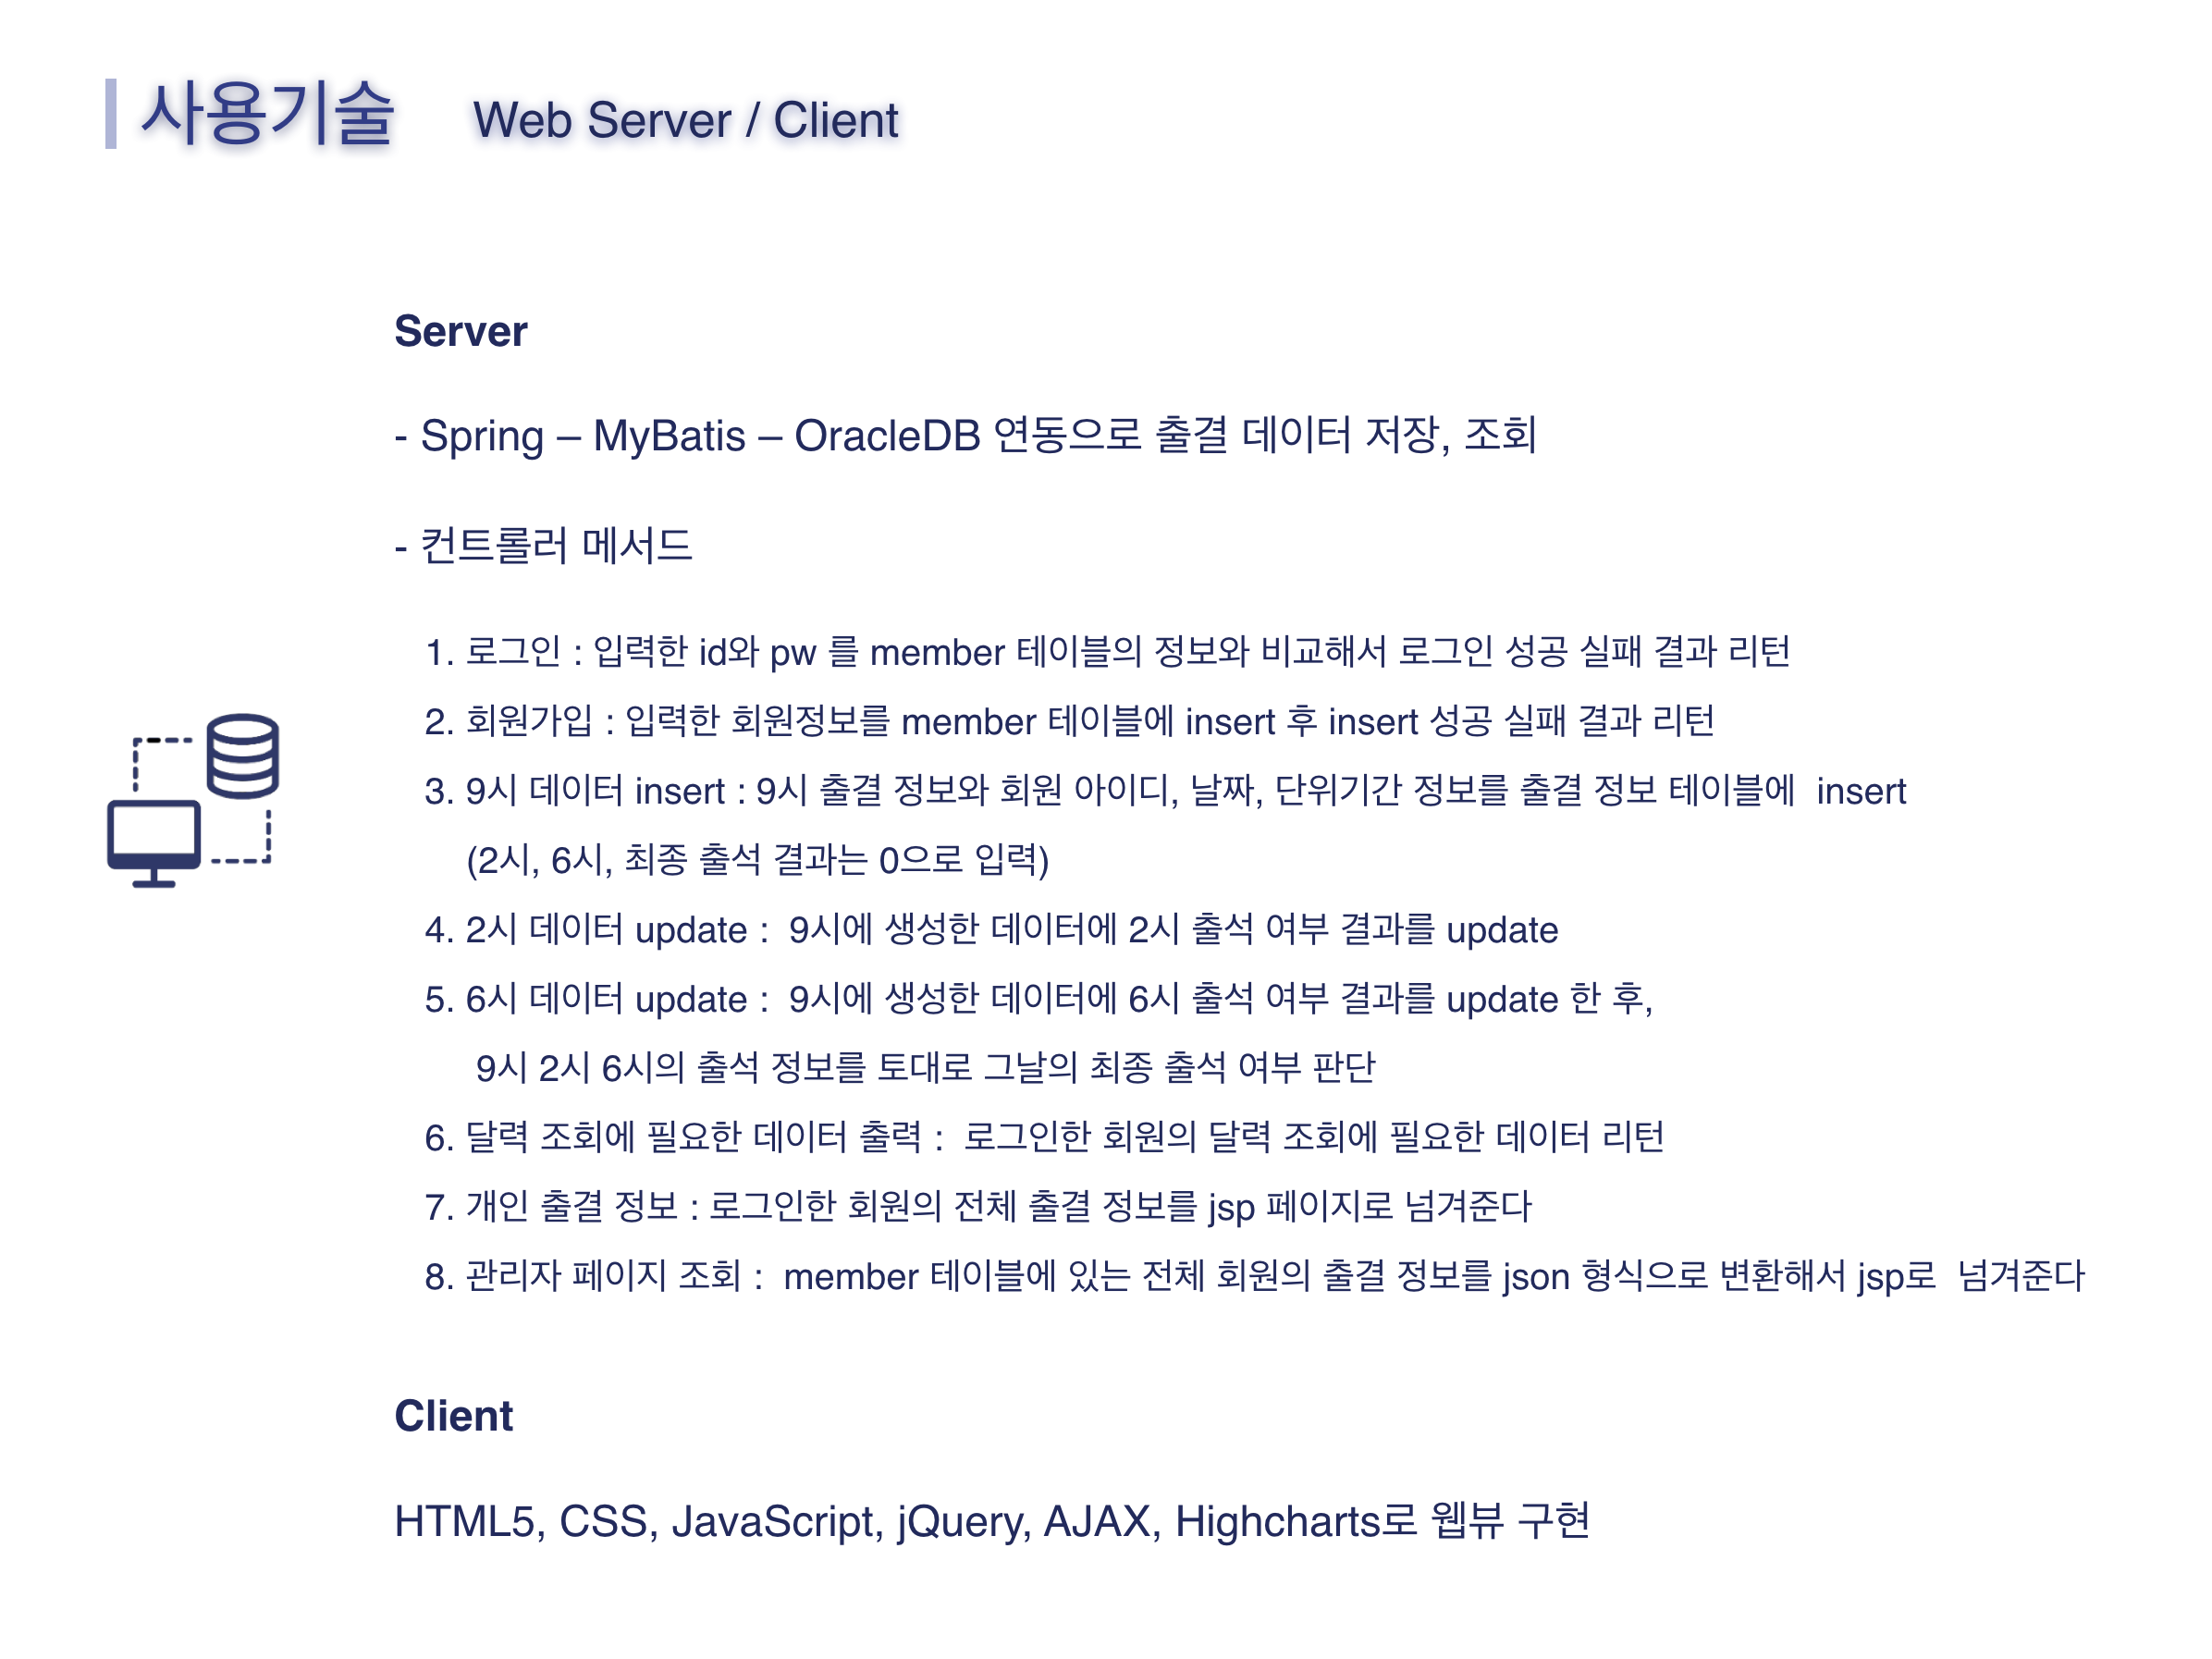 사용기술 Web Server / Client
Server
- Spring – MyBatis – OracleDB 연동으로 출결 데이터 저장, 조회
- 컨트롤러 메서드
1. 로그인 : 입력한 id와 pw 를 member 테이블의 정보와 비교해서 로그인 성공 실패 결과 리턴
2. 회원가입 : 입력한 회원정보를 member 테이블에 insert 후 insert 성공 실패 결과 리턴
3. 9시 데이터 insert : 9시 출결 정보와 회원 아이디, 날짜, 단위기간 정보를 출결 정보 테이블에 insert
(2시, 6시, 최종 출석 결과는 0으로 입력)
4. 2시 데이터 update : 9시에 생성한 데이터에 2시 출석 여부 결과를 update
5. 6시 데이터 update : 9시에 생성한 데이터에 6시 출석 여부 결과를 update 한 후,
9시 2시 6시의 출석 정보를 토대로 그날의 최종 출석 여부 판단
6. 달력 조회에 필요한 데이터 출력 : 로그인한 회원의 달력 조회에 필요한 데이터 리턴
7. 개인 출결 정보 : 로그인한 회원의 전체 출결 정보를 jsp 페이지로 넘겨준다
8. 관리자 페이지 조회 : member 테이블에 있는 전체 회원의 출결 정보를 json 형식으로 변환해서 jsp로 넘겨준다
Client
HTML5, CSS, JavaScript, jQuery, AJAX, Highcharts로 웹뷰 구현